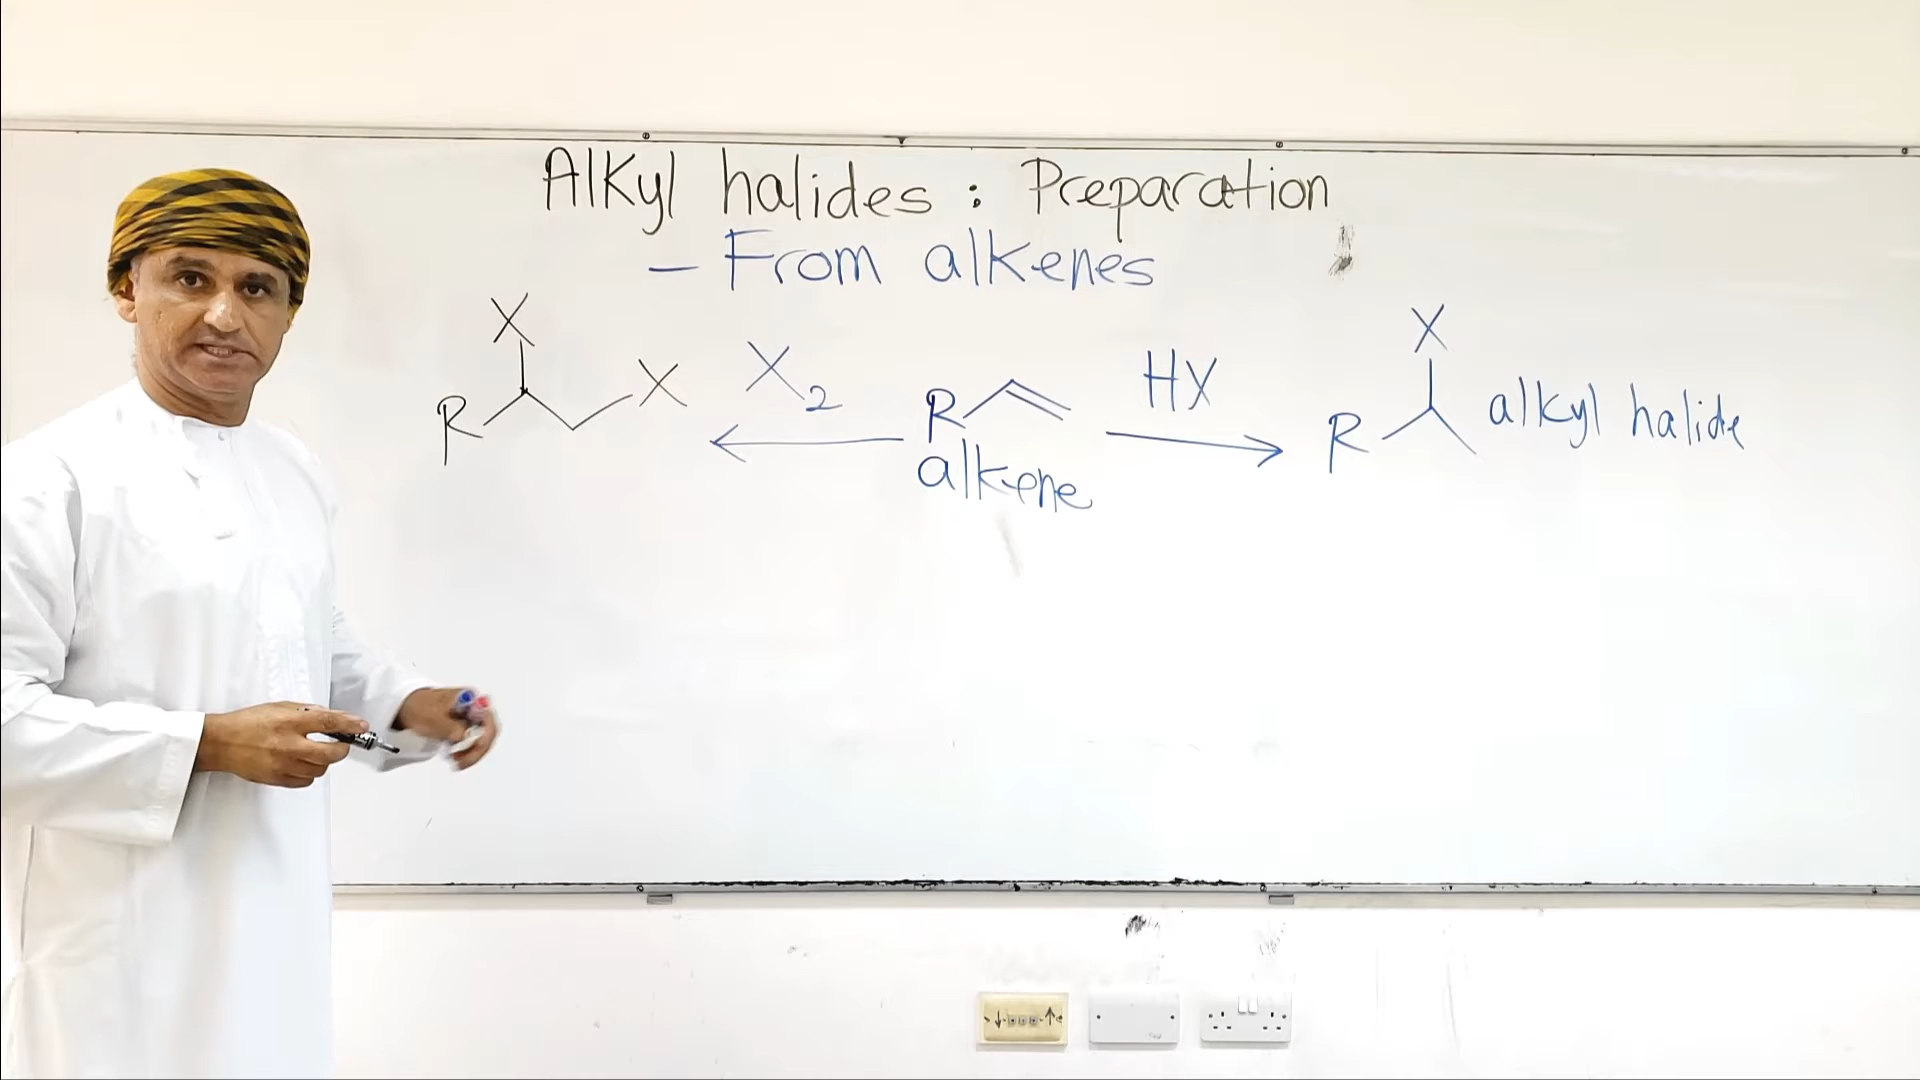 Alkyl halides : Preparation
– From alkenes
X
R
X
X2
R
alkene
HX
X
R
alkyl halide